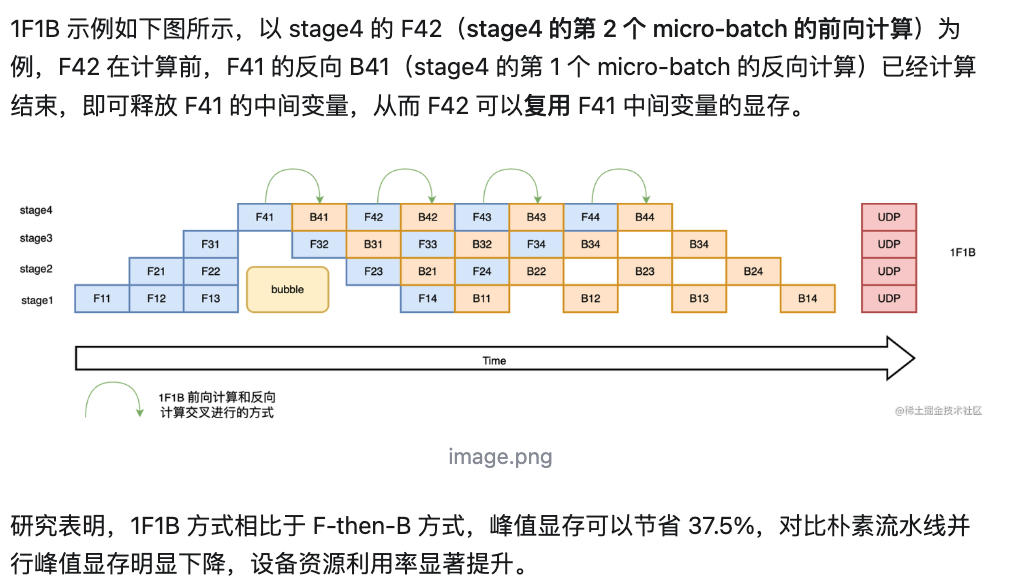 1F1B 示例如下图所示，以 stage4 的 F42（stage4 的第 2 个 micro-batch 的前向计算）为
例，F42 在计算前，F41 的反向 B41（stage4 的第 1 个 micro-batch 的反向计算）已经计算
结束，即可释放 F41 的中间变量，从而 F42 可以复用 F41 中间变量的显存。
stage4 F41 B41 F42 B42 F43 B43 F44 B44 UDP
stage3 F31 F32 B31 F33 B32 F34 B34 B34 UDP
1F1B
stage2 F21 F22 F23 B21 F24 B22 B23 B24 UDP
bubble
stage1 F11 F12 F13 F14 B11 B12 B13 B14 UDP
Time
1F1B 前向计算和反向
计算交叉进行的方式
@稀土掘金技术社区
image.png
研究表明，1F1B 方式相比于 F-then-B 方式，峰值显存可以节省 37.5%，对比朴素流水线并
行峰值显存明显下降，设备资源利用率显著提升。